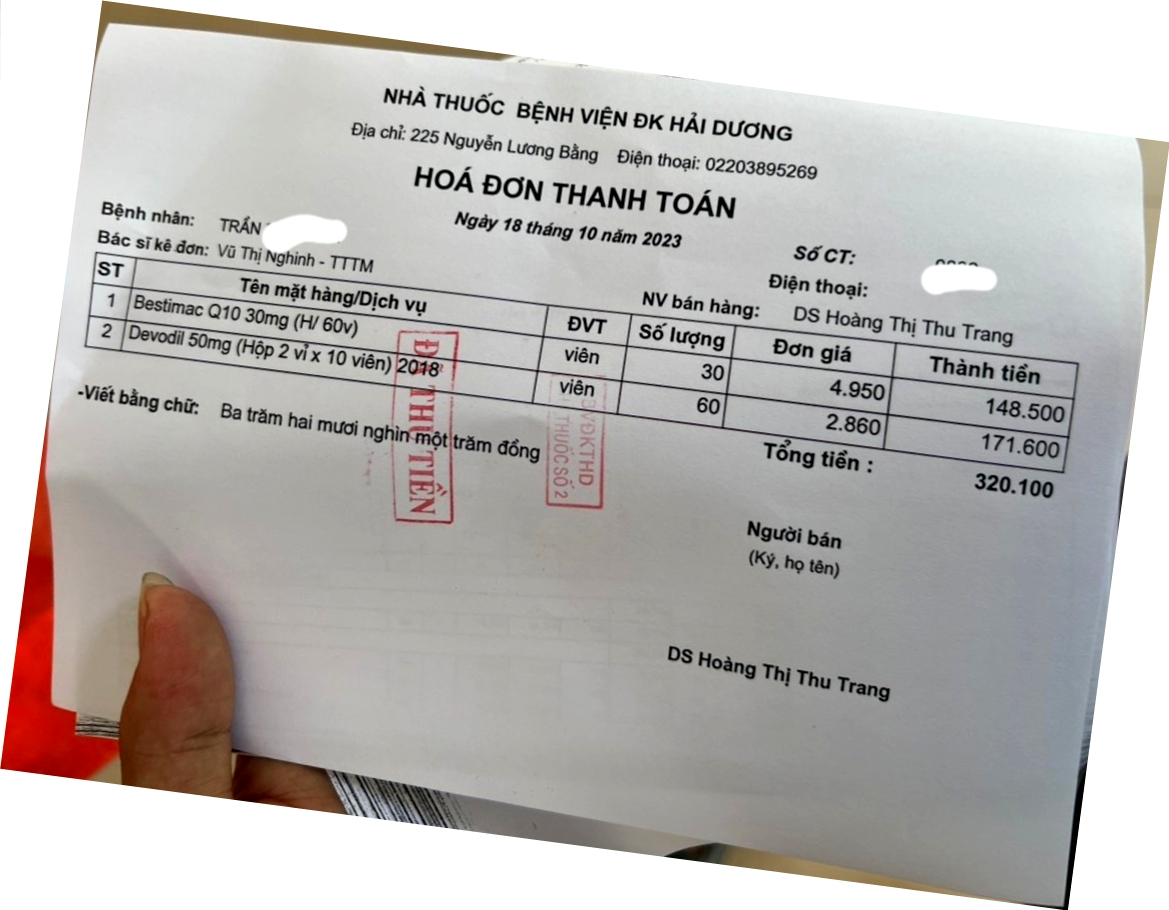 NHÀ THUỐC BỆNH VIỆN ĐK HẢI DƯƠNG
Địa chỉ: 225 Nguyễn Lương Bằng Điện thoại: 02203895269
HOÁ ĐƠN THANH TOÁN
Ngày 18 tháng 10 năm 2023
Số CT:
Bệnh nhân: TRẦN
Điện thoại:
Bác sĩ kê đơn: Vũ Thị Nghinh - TTTM
NV bán hàng: DS Hoàng Thị Thu Trang
ST Tên mặt hàng/Dịch vụ ĐVT Số lượng Đơn giá Thành tiền
1 Bestimac Q10 30mg (H/ 60v) viên 30 4.950 148.500
2 Devodil 50mg (Hộp 2 vỉ x 10 viên) 2018 viên 60 2.860 171.600
Tổng tiền : 320.100
-Viết bằng chữ: Ba trăm hai mươi nghìn một trăm đồng
ĐÃ THU TIỀN
BVĐKTHD
THUỐC SỐ 2
Người bán
(Ký, họ tên)
DS Hoàng Thị Thu Trang